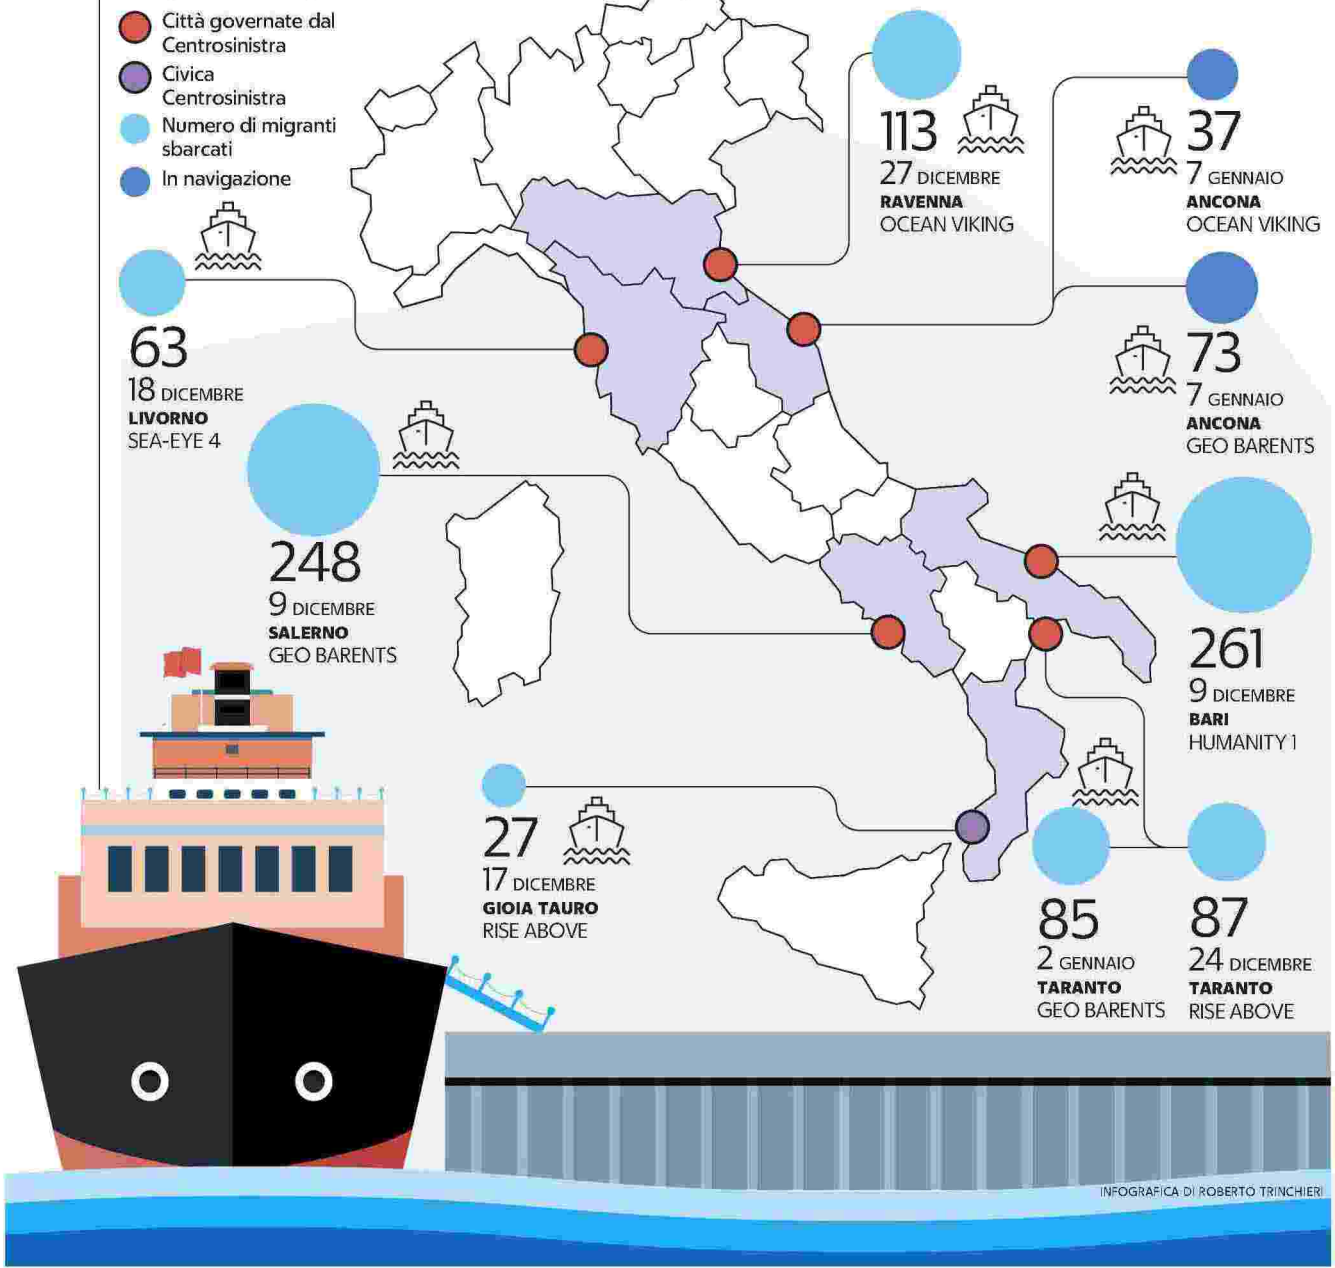 Città governate dal
Centrosinistra
Civica
Centrosinistra
Numero di migranti
sbarcati
In navigazione
113
27 DICEMBRE
RAVENNA
OCEAN VIKING
37
7 GENNAIO
ANCONA
OCEAN VIKING
63
18 DICEMBRE
LIVORNO
SEA-EYE 4
73
7 GENNAIO
ANCONA
GEO BARENTS
248
9 DICEMBRE
SALERNO
GEO BARENTS
261
9 DICEMBRE
BARI
HUMANITY 1
27
17 DICEMBRE
GIOIA TAURO
RISE ABOVE
85
2 GENNAIO
TARANTO
GEO BARENTS
87
24 DICEMBRE
TARANTO
RISE ABOVE
INFOGRAFICA DI ROBERTO TRINCHIERI